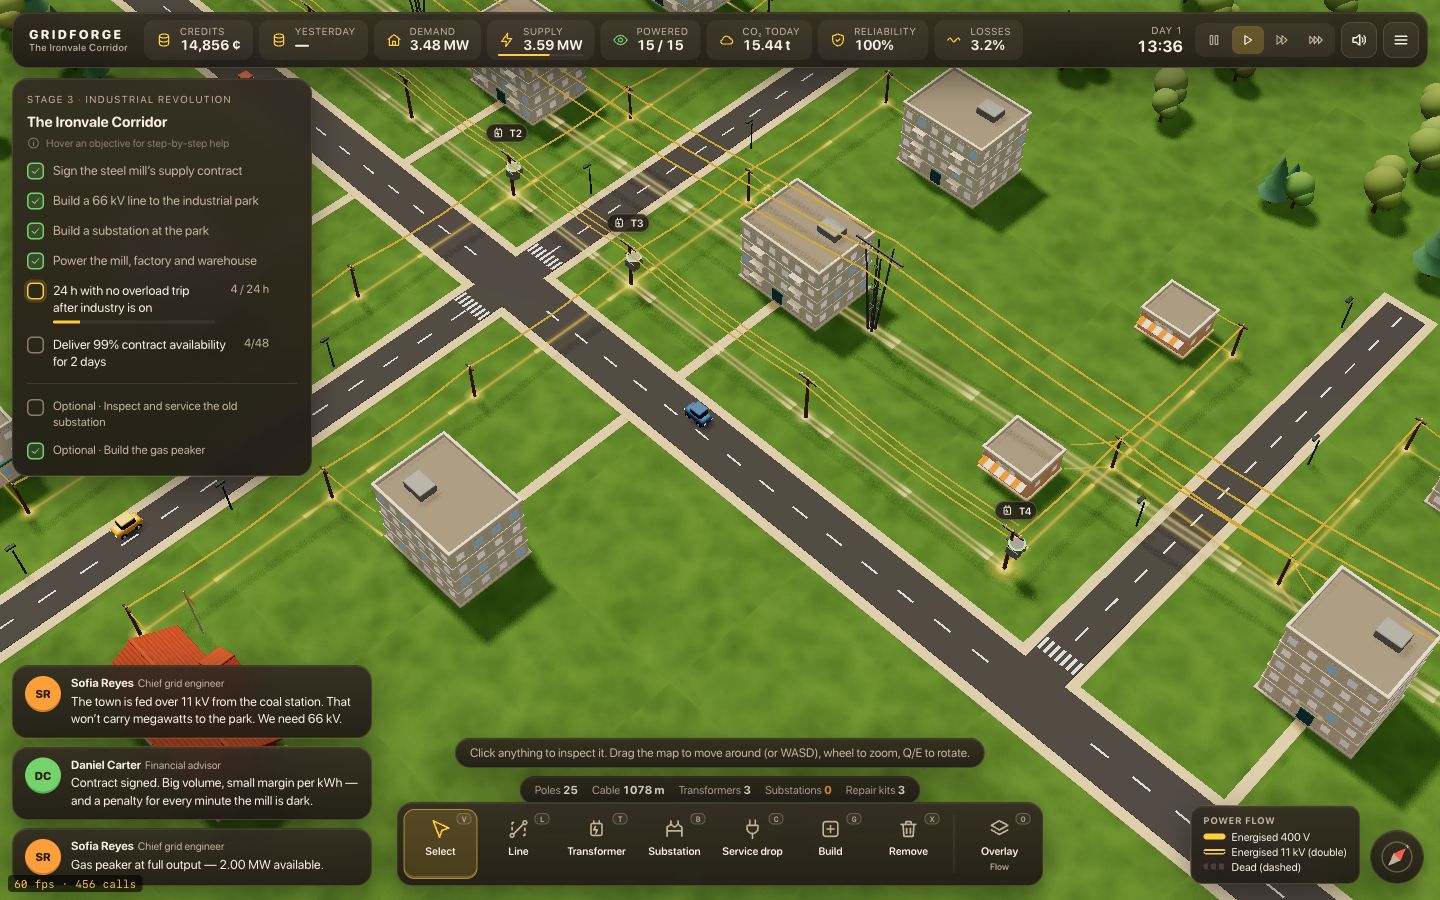 GRIDFORGE
The Ironvale Corridor
CREDITS
14,856 ¢
YESTERDAY
—
DEMAND
3.48 MW
SUPPLY
3.59 MW
POWERED
15 / 15
CO₂ TODAY
15.44 t
RELIABILITY
100%
LOSSES
3.2%
DAY 1
13:36
STAGE 3 · INDUSTRIAL REVOLUTION
The Ironvale Corridor
Hover an objective for step-by-step help
Sign the steel mill's supply contract
Build a 66 kV line to the industrial park
Build a substation at the park
Power the mill, factory and warehouse
24 h with no overload trip 4 / 24 h
after industry is on
Deliver 99% contract availability 4/48
for 2 days
Optional · Inspect and service the old
substation
Optional · Build the gas peaker
T2
T3
T4
SR
Sofia Reyes Chief grid engineer
The town is fed over 11 kV from the coal station. That
won't carry megawatts to the park. We need 66 kV.
DC
Daniel Carter Financial advisor
Contract signed. Big volume, small margin per kWh —
and a penalty for every minute the mill is dark.
SR
Sofia Reyes Chief grid engineer
Gas peaker at full output — 2.00 MW available.
60 fps · 456 calls
Click anything to inspect it. Drag the map to move around (or WASD), wheel to zoom, Q/E to rotate.
Poles 25 Cable 1078 m Transformers 3 Substations 0 Repair kits 3
V
Select
L
Line
T
Transformer
B
Substation
C
Service drop
G
Build
X
Remove
O
Overlay
Flow
POWER FLOW
Energised 400 V
Energised 11 kV (double)
Dead (dashed)